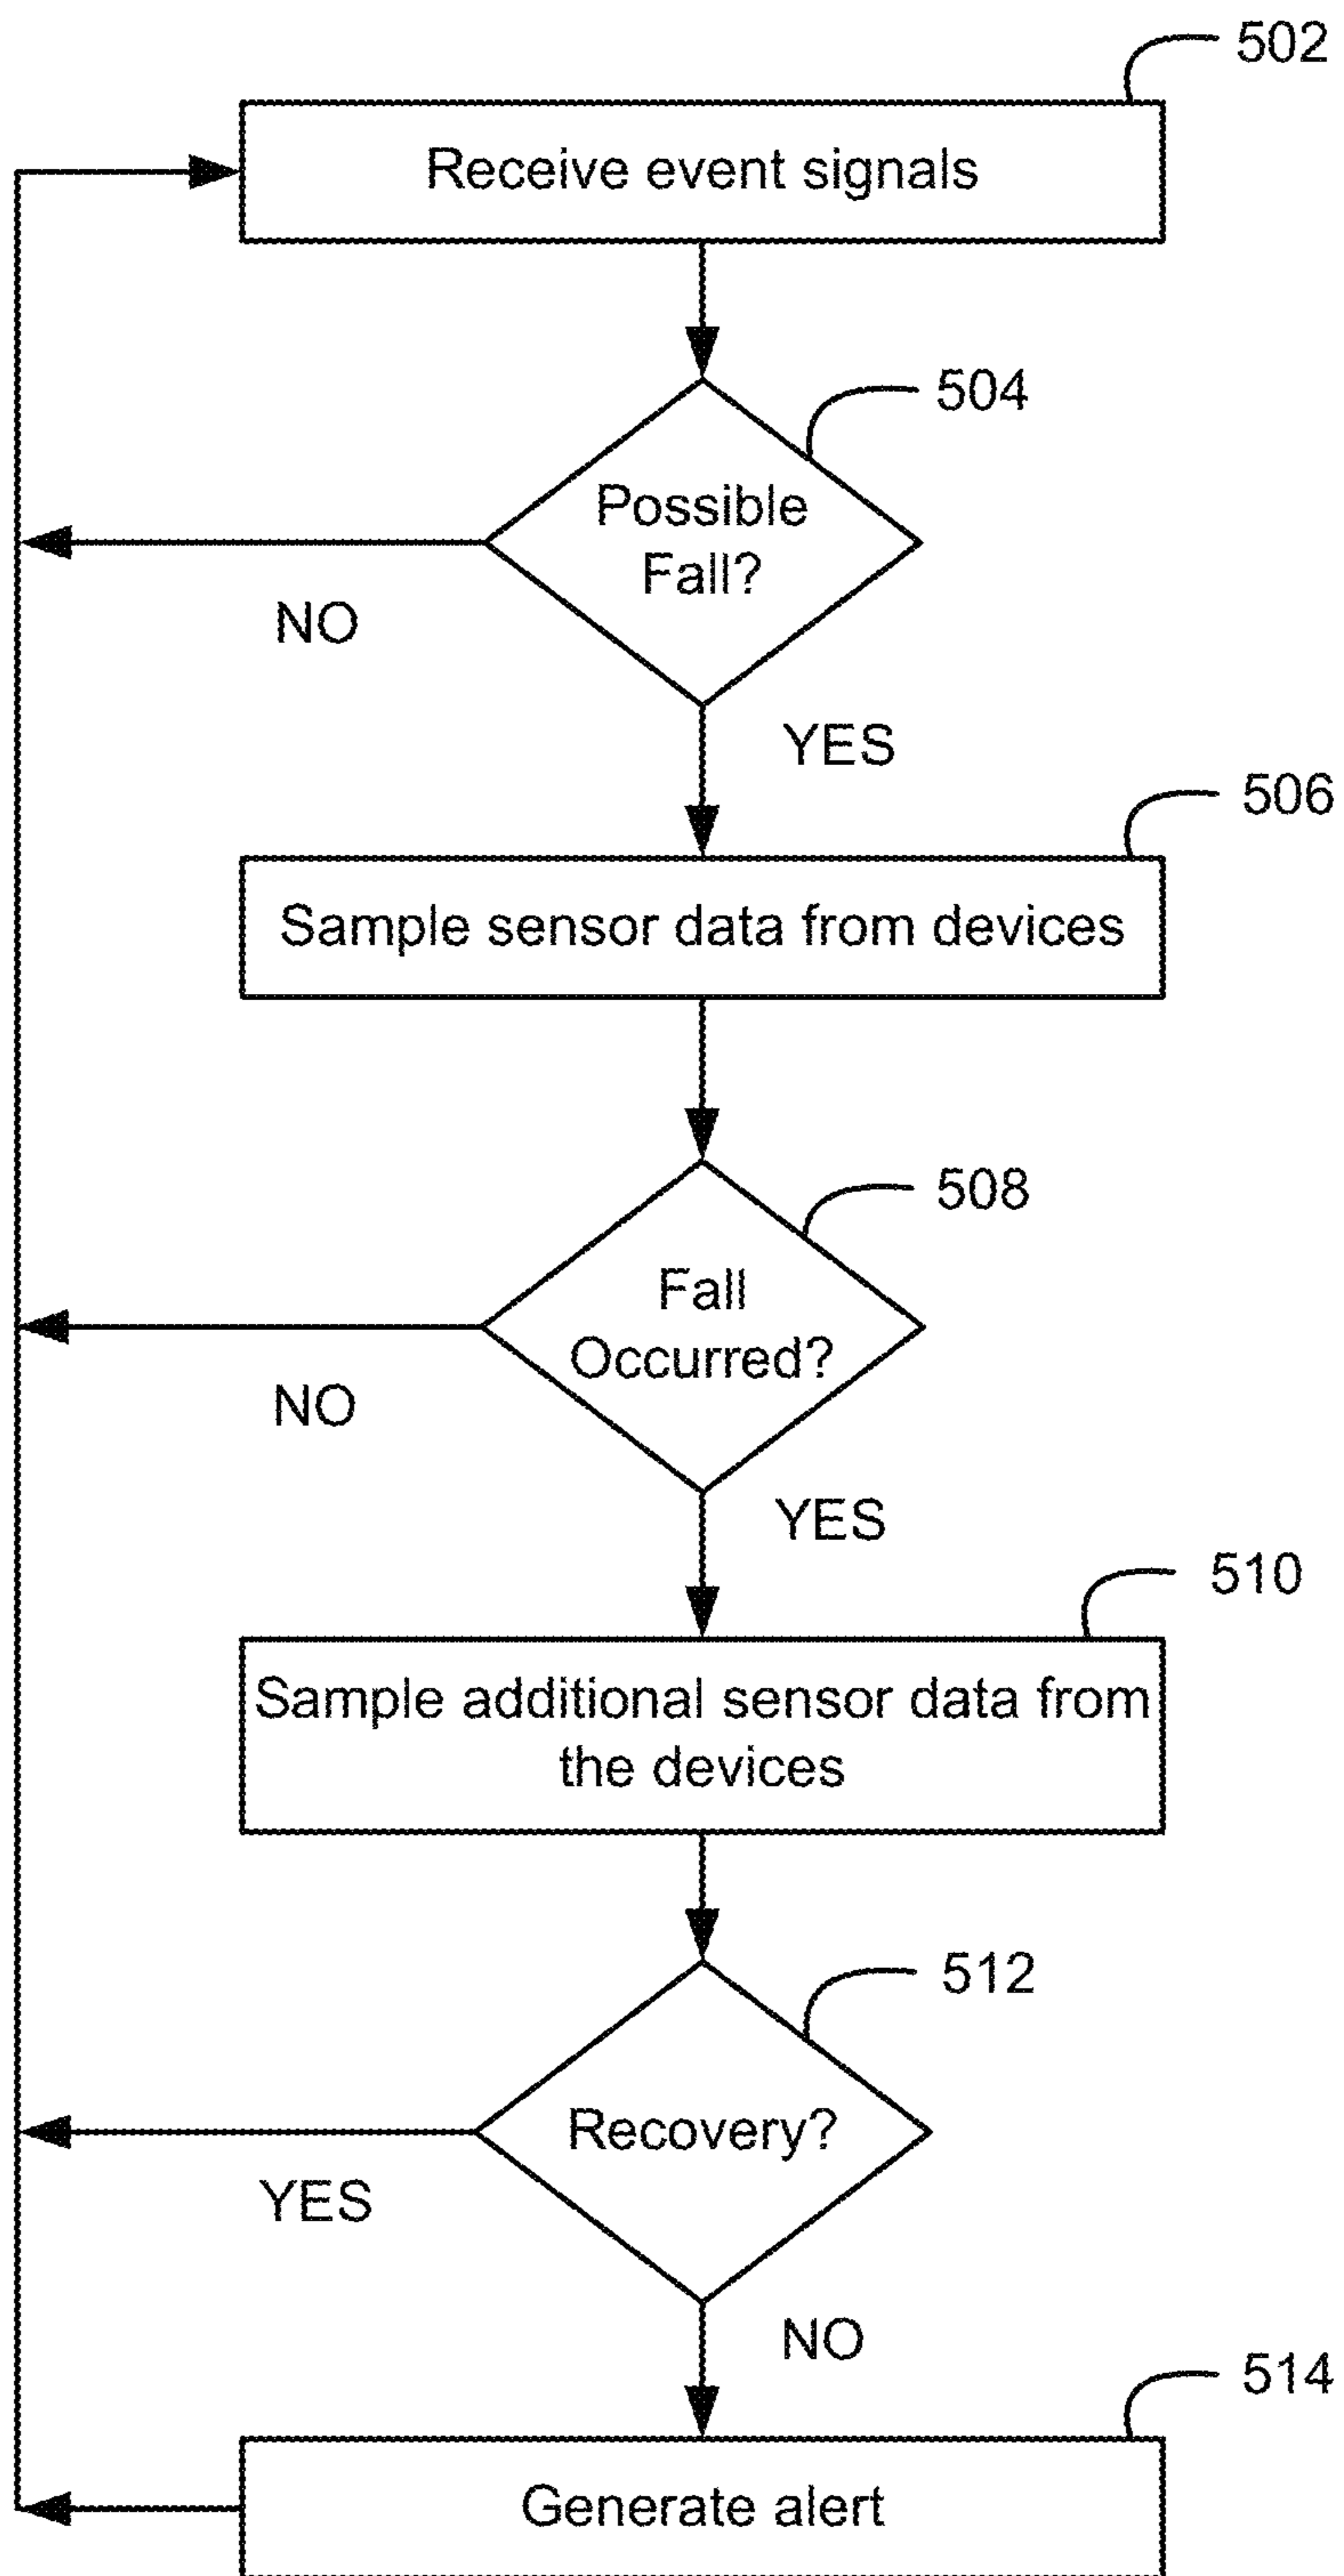 502
Receive event signals
504
Possible
Fall?
NO
YES
506
Sample sensor data from devices
508
Fall
Occurred?
NO
YES
510
Sample additional sensor data from
the devices
512
Recovery?
YES
NO
514
Generate alert